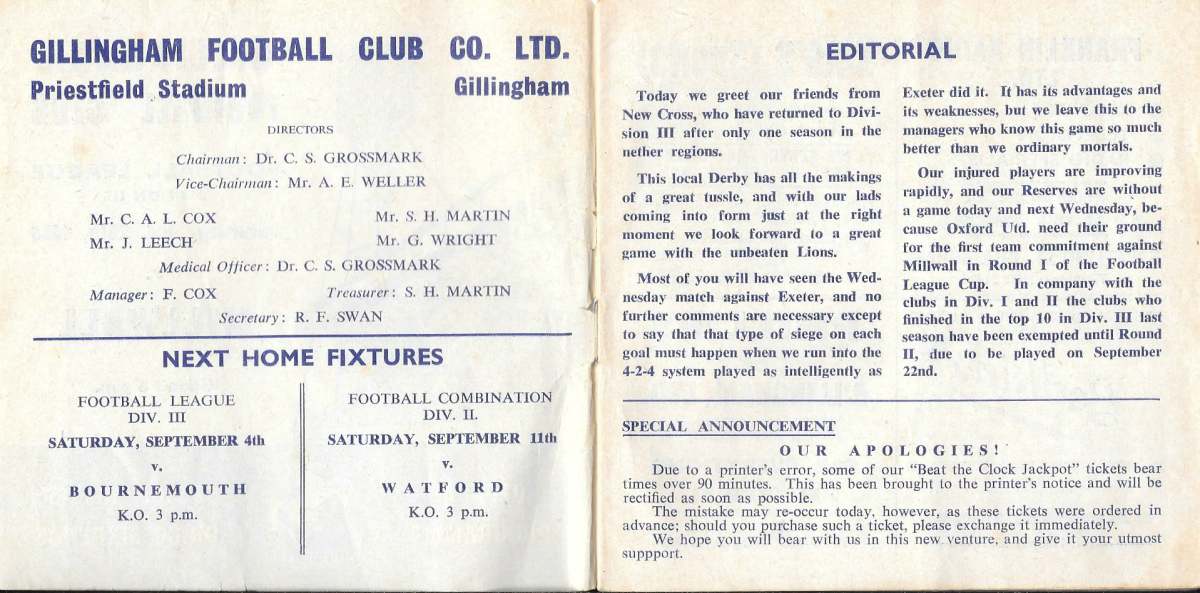 GILLINGHAM FOOTBALL CLUB CO. LTD.
Priestfield Stadium Gillingham
DIRECTORS
Chairman: Dr. C. S. GROSSMARK
Vice-Chairman: Mr. A. E. WELLER
Mr. C. A. L. COX Mr. S. H. MARTIN
Mr. J. LEECH Mr. G. WRIGHT
Medical Officer: Dr. C. S. GROSSMARK
Manager: F. COX Treasurer: S. H. MARTIN
Secretary: R. F. SWAN
NEXT HOME FIXTURES
FOOTBALL LEAGUE
DIV. III
SATURDAY, SEPTEMBER 4th
v.
BOURNEMOUTH
K.O. 3 p.m.
FOOTBALL COMBINATION
DIV. II.
SATURDAY, SEPTEMBER 11th
v.
WATFORD
K.O. 3 p.m.
EDITORIAL
Today we greet our friends from
New Cross, who have returned to Divi-
sion III after only one season in the
nether regions.
This local Derby has all the makings
of a great tussle, and with our lads
coming into form just at the right
moment we look forward to a great
game with the unbeaten Lions.
Most of you will have seen the Wed-
nesday match against Exeter, and no
further comments are necessary except
to say that that type of siege on each
goal must happen when we run into the
4-2-4 system played as intelligently as
Exeter did it. It has its advantages and
its weaknesses, but we leave this to the
managers who know this game so much
better than we ordinary mortals.
Our injured players are improving
rapidly, and our Reserves are without
a game today and next Wednesday, be-
cause Oxford Utd. need their ground
for the first team commitment against
Millwall in Round I of the Football
League Cup. In company with the
clubs in Div. I and II the clubs who
finished in the top 10 in Div. III last
season have been exempted until Round
II, due to be played on September
22nd.
SPECIAL ANNOUNCEMENT
OUR APOLOGIES!
Due to a printer's error, some of our "Beat the Clock Jackpot" tickets bear
times over 90 minutes. This has been brought to the printer's notice and will be
rectified as soon as possible.
The mistake may re-occur today, however, as these tickets were ordered in
advance; should you purchase such a ticket, please exchange it immediately.
We hope you will bear with us in this new venture, and give it your utmost
suppport.